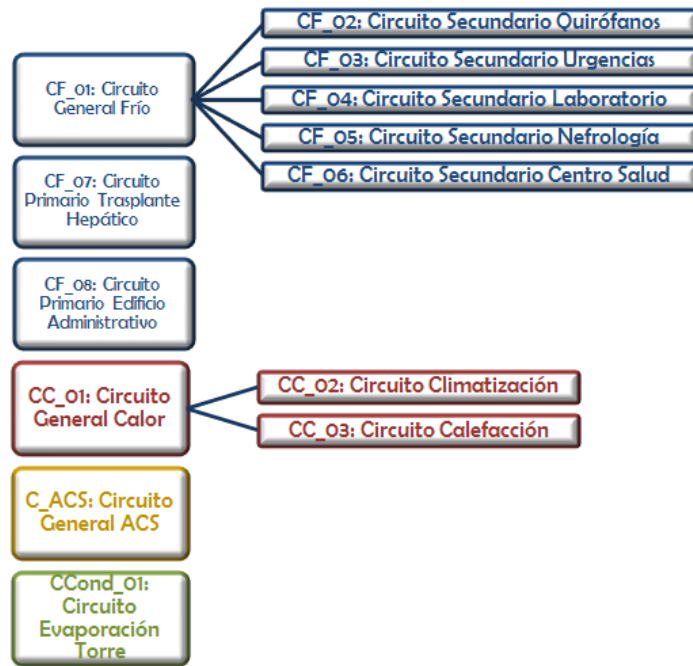 CF_01: Circuito
General Frío
CF_02: Circuito Secundario Quirófanos
CF_03: Circuito Secundario Urgencias
CF_04: Circuito Secundario Laboratorio
CF_05: Circuito Secundario Nefrología
CF_06: Circuito Secundario Centro Salud
CF_07: Circuito
Primario Trasplante
Hepático
CF_08: Circuito
Primario Edificio
Administrativo
CC_01: Circuito
General Calor
CC_02: Circuito Climatización
CC_03: Circuito Calefacción
C_ACS: Circuito
General ACS
CCond_01:
Circuito
Evaporación
Torre